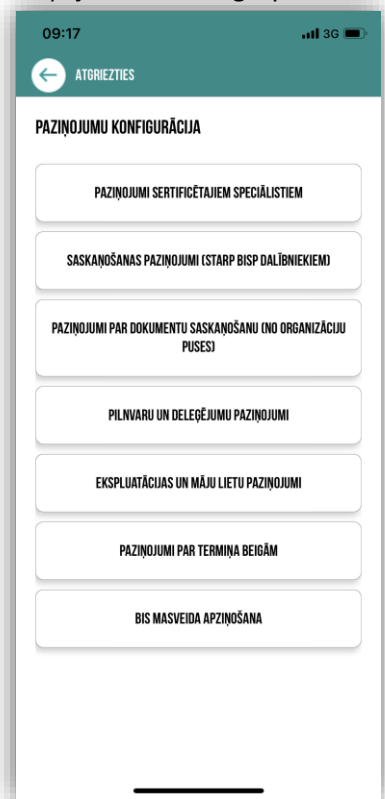 09:17
3G
ATGRIEZTIES
PAZIŅOJUMU KONFIGURĀCIJA
PAZIŅOJUMI SERTIFICĒTAJIEM SPECIĀLISTIEM
SASKAŅOŠANAS PAZIŅOJUMI (STARP BISP DALĪBNIEKIEM)
PAZIŅOJUMI PAR DOKUMENTU SASKAŅOŠANU (NO ORGANIZĀCIJU
PUSES)
PILNVARU UN DELEĢĒJUMU PAZIŅOJUMI
EKSPLUATĀCIJAS UN MĀJU LIETU PAZIŅOJUMI
PAZIŅOJUMI PAR TERMIŅA BEIGĀM
BIS MASVEIDA APZIŅOŠANA